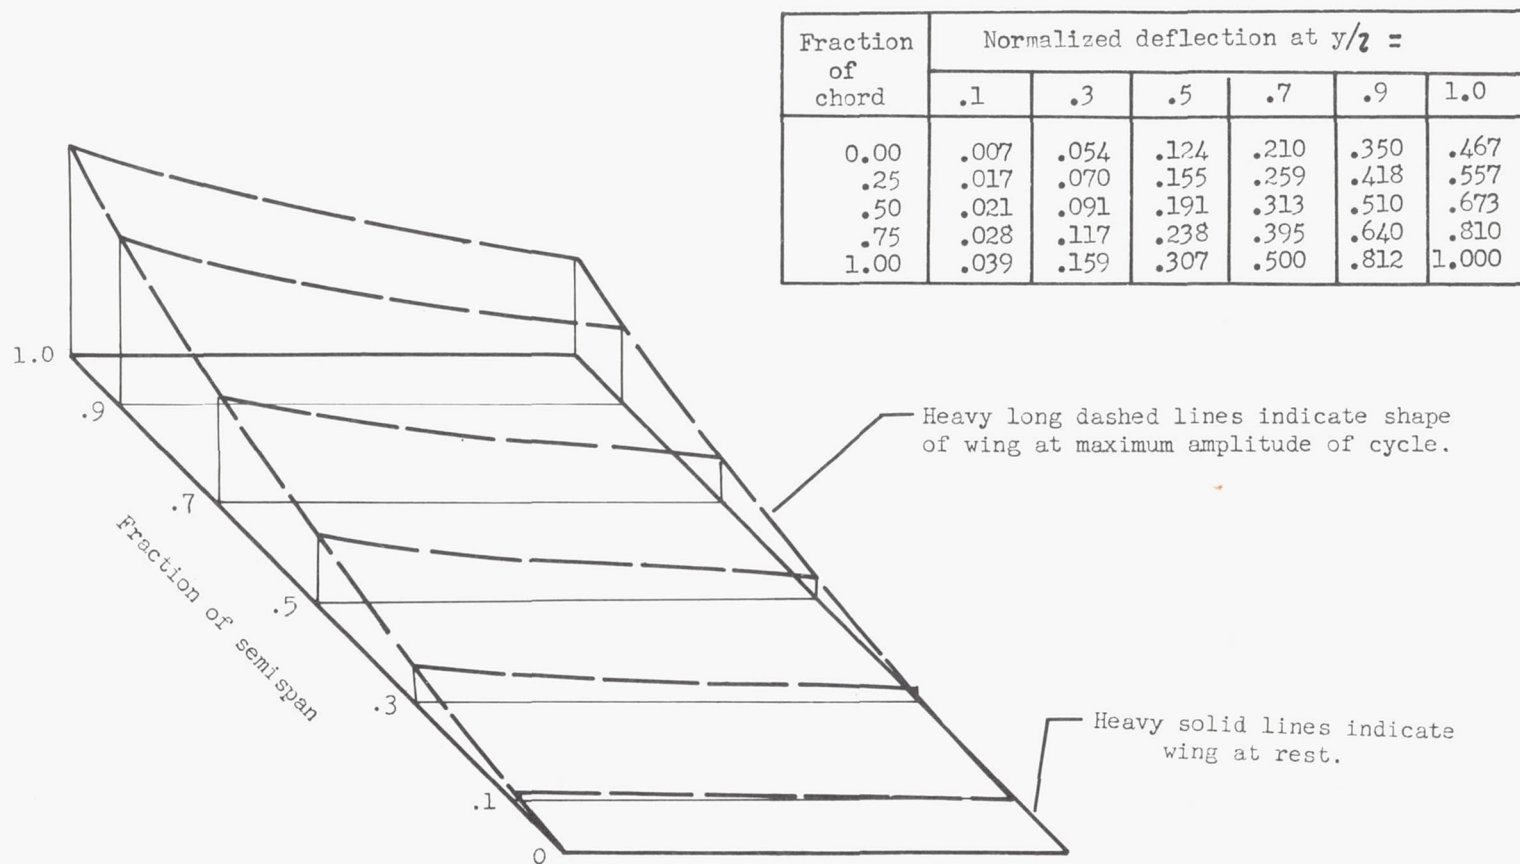 Fraction of chord Normalized deflection at y/l =
.1 .3 .5 .7 .9 1.0
0.00 .007 .054 .124 .210 .350 .467
.25 .017 .070 .155 .259 .418 .557
.50 .021 .091 .191 .313 .510 .673
.75 .028 .117 .238 .395 .640 .810
1.00 .039 .159 .307 .500 .812 1.000
1.0
.9
Heavy long dashed lines indicate shape
of wing at maximum amplitude of cycle.
.7
Fraction of semispan
.5
.3
Heavy solid lines indicate
wing at rest.
.1
0